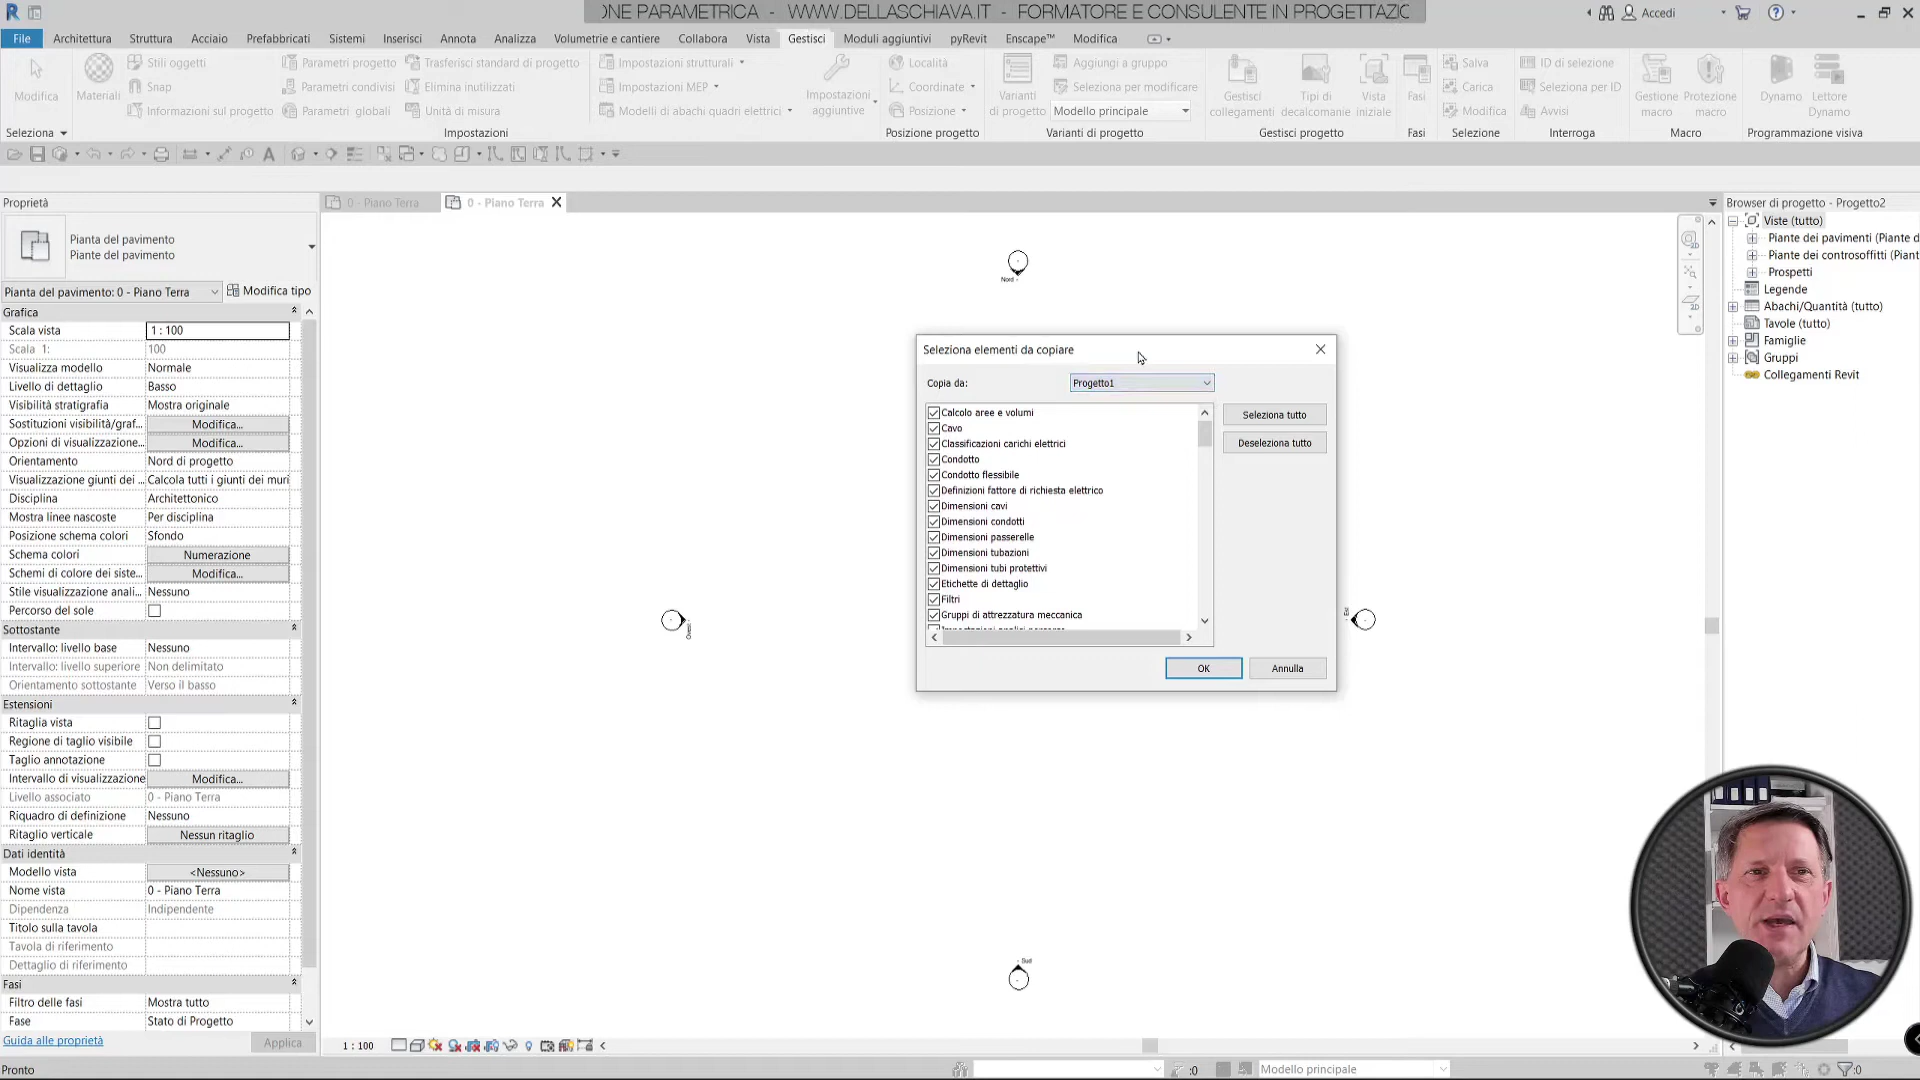 ONE PARAMETRICA - WWW.DELLASCHIAVA.IT - FORMATORE E CONSULENTE IN PROGETTAZIO
Accedi
File Architettura Struttura Acciaio Prefabbricati Sistemi Inserisci Annota Analizza Volumetrie e cantiere Collabora Vista Gestisci Moduli aggiuntivi pyRevit Enscape™ Modifica
Modifica
Materiali
Stili oggetti
Snap
Informazioni sul progetto
Parametri progetto
Parametri condivisi
Parametri globali
Trasferisci standard di progetto
Elimina inutilizzati
Unità di misura
Impostazioni strutturali
Impostazioni MEP
Modelli di abachi quadri elettrici
Impostazioni
aggiuntive
Località
Coordinate
Posizione
Varianti
di progetto
Aggiungi a gruppo
Seleziona per modificare
Modello principale
Gestisci
collegamenti
Tipi di
decalcomanie
Vista
iniziale
Fasi
Salva
Carica
Modifica
ID di selezione
Seleziona per ID
Avvisi
Gestione
macro
Protezione
macro
Dynamo
Lettore
Dynamo
Seleziona Impostazioni Posizione progetto Varianti di progetto Gestisci progetto Fasi Selezione Interroga Macro Programmazione visiva
Proprietà
Pianta del pavimento
Piante del pavimento
Pianta del pavimento: 0 - Piano Terra Modifica tipo
Grafica
Scala vista 1 : 100
Scala 1: 100
Visualizza modello Normale
Livello di dettaglio Basso
Visibilità stratigrafia Mostra originale
Sostituzioni visibilità/graf... Modifica...
Opzioni di visualizzazione... Modifica...
Orientamento Nord di progetto
Visualizzazione giunti dei ... Calcola tutti i giunti dei muri
Disciplina Architettonico
Mostra linee nascoste Per disciplina
Posizione schema colori Sfondo
Schema colori Numerazione
Schemi di colore dei siste... Modifica...
Stile visualizzazione anali... Nessuno
Percorso del sole
Sottostante
Intervallo: livello base Nessuno
Intervallo: livello superiore Non delimitato
Orientamento sottostante Verso il basso
Estensioni
Ritaglia vista
Regione di taglio visibile
Taglio annotazione
Intervallo di visualizzazione Modifica...
Livello associato 0 - Piano Terra
Riquadro di definizione Nessuno
Ritaglio verticale Nessun ritaglio
Dati identità
Modello vista <Nessuno>
Nome vista 0 - Piano Terra
Dipendenza Indipendente
Titolo sulla tavola
Tavola di riferimento
Dettaglio di riferimento
Fasi
Filtro delle fasi Mostra tutto
Fase Stato di Progetto
Guida alle proprietà Applica
Pronto
0 - Piano Terra 0 - Piano Terra
Nord
Ovest
Est
Sud
Seleziona elementi da copiare
Copia da: Progetto1
Calcolo aree e volumi
Cavo
Classificazioni carichi elettrici
Condotto
Condotto flessibile
Definizioni fattore di richiesta elettrico
Dimensioni cavi
Dimensioni condotti
Dimensioni passerelle
Dimensioni tubazioni
Dimensioni tubi protettivi
Etichette di dettaglio
Filtri
Gruppi di attrezzatura meccanica
Seleziona tutto
Deseleziona tutto
OK Annulla
Browser di progetto - Progetto2
Viste (tutto)
Piante dei pavimenti (Piante d
Piante dei controsoffitti (Piant
Prospetti
Legende
Abachi/Quantità (tutto)
Tavole (tutto)
Famiglie
Gruppi
Collegamenti Revit
1 : 100
:0 Modello principale :0